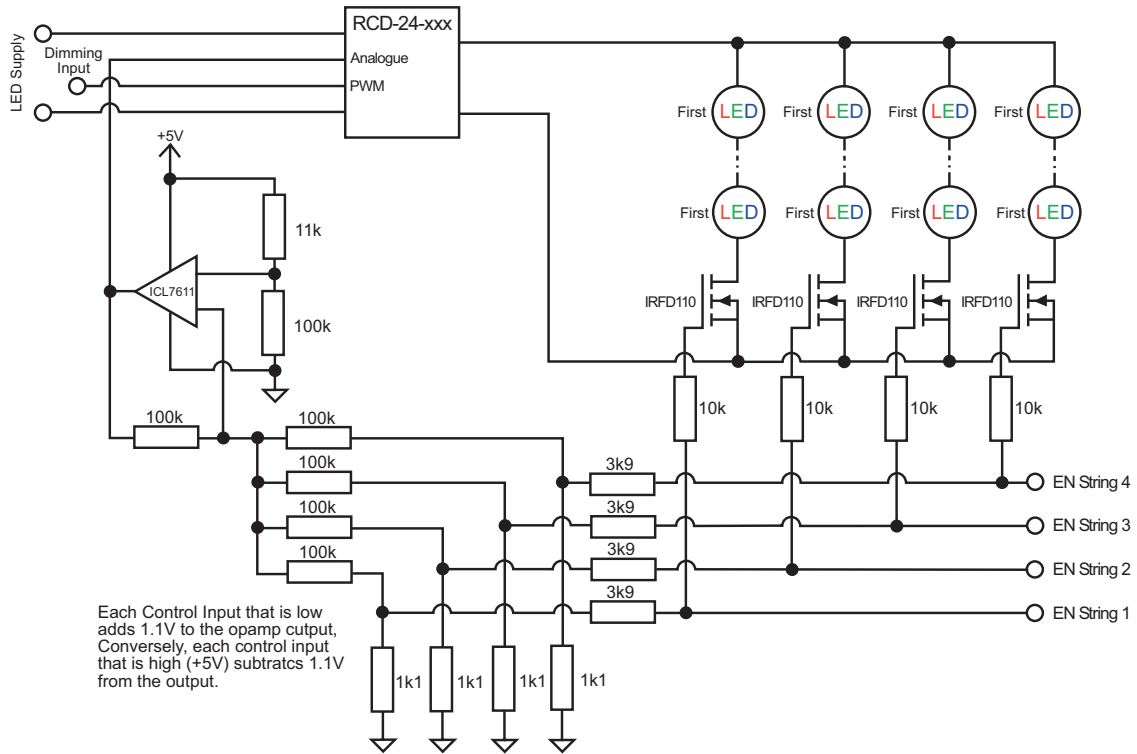 RCD-24-xxx
LED Supply
Dimming
Input
Analogue
PWM
+5V
11k
ICL7611
100k
First LED First LED First LED First LED
First LED First LED First LED First LED
IRFD110 IRFD110 IRFD110 IRFD110
10k 10k 10k 10k
100k 100k
100k
100k
100k
3k9 EN String 4
3k9 EN String 3
3k9 EN String 2
3k9 EN String 1
Each Control Input that is low
adds 1.1V to the opamp cutput,
Conversely, each control input
that is high (+5V) subtratcs 1.1V
from the output.
1k1 1k1 1k1 1k1